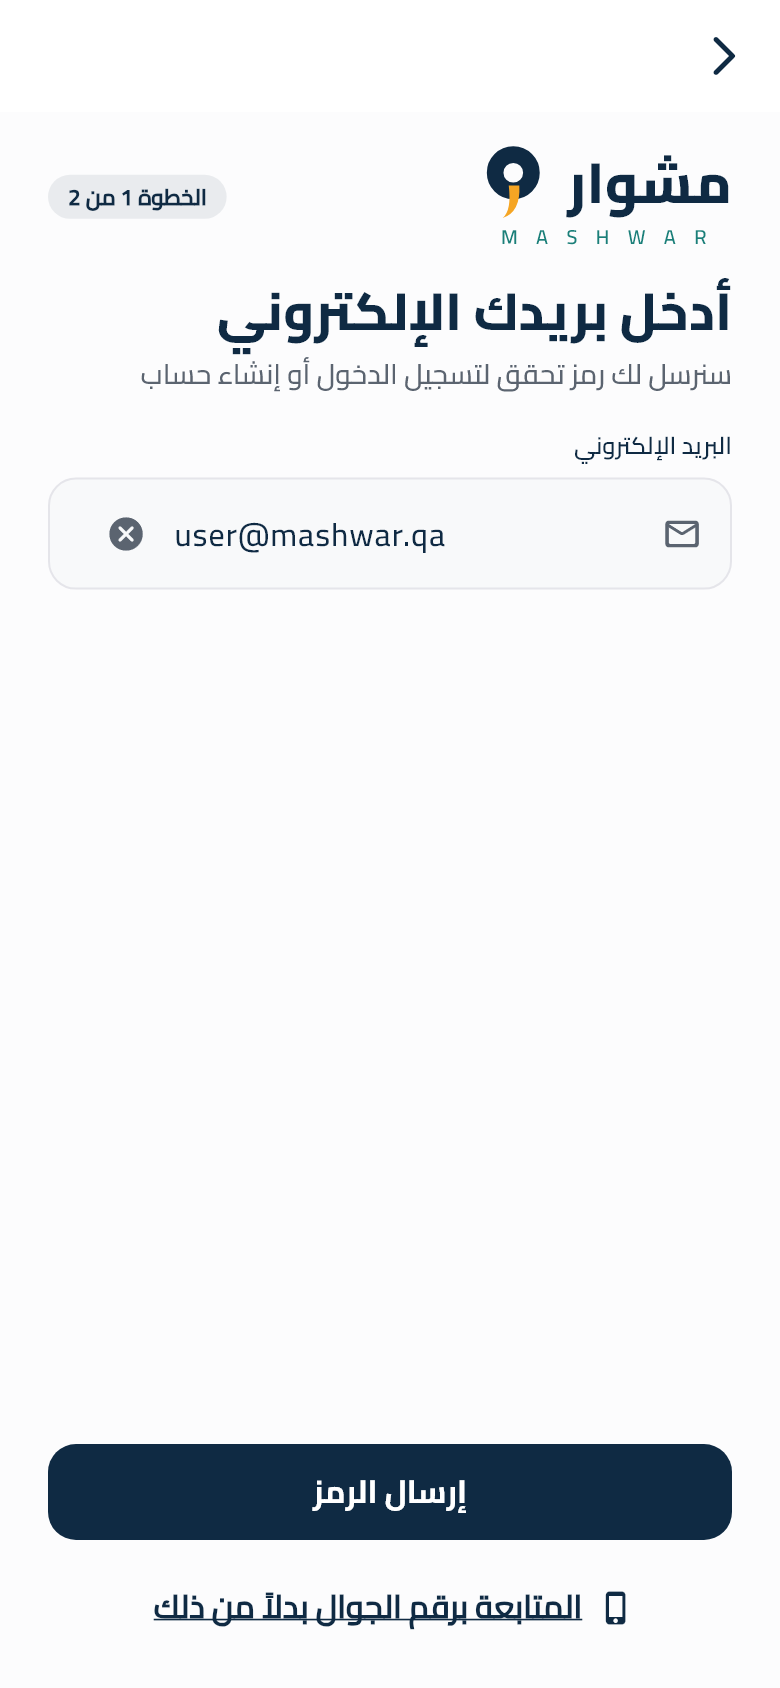 مشوار
MASHWAR
الخطوة 1 من 2
أدخل بريدك الإلكتروني
سنرسل لك رمز تحقق لتسجيل الدخول أو إنشاء حساب
البريد الإلكتروني
user@mashwar.qa
إرسال الرمز
المتابعة برقم الجوال بدلاً من ذلك